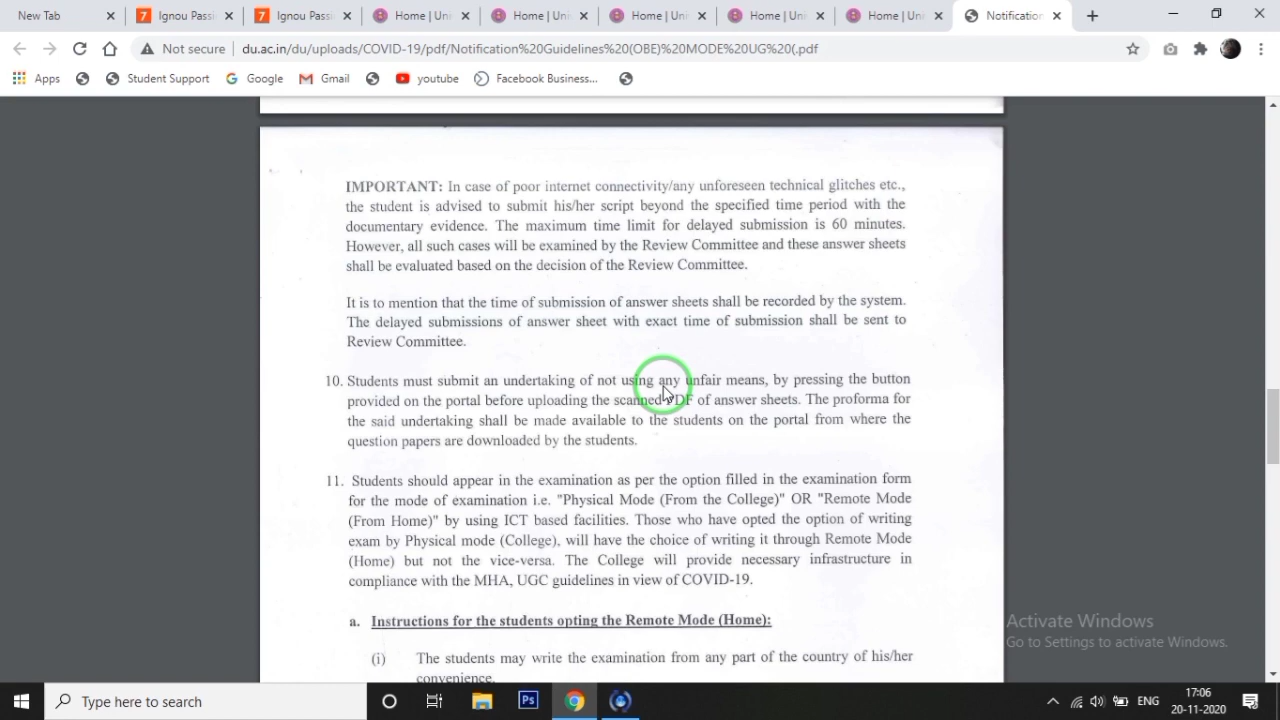 New Tab
Ignou Passi
Ignou Passi
Home | Uni
Home | Uni
Home | Uni
Home | Uni
Home | Uni
Notification
Not secure | du.ac.in/du/uploads/COVID-19/pdf/Notification%20Guidelines%20(OBE)%20MODE%20UG%20(.pdf
Apps
Student Support
Google
Gmail
youtube
Facebook Business...
IMPORTANT: In case of poor internet connectivity/any unforeseen technical glitches etc.,
the student is advised to submit his/her script beyond the specified time period with the
documentary evidence. The maximum time limit for delayed submission is 60 minutes.
However, all such cases will be examined by the Review Committee and these answer sheets
shall be evaluated based on the decision of the Review Committee.
It is to mention that the time of submission of answer sheets shall be recorded by the system.
The delayed submissions of answer sheet with exact time of submission shall be sent to
Review Committee.
10. Students must submit an undertaking of not using any unfair means, by pressing the button
provided on the portal before uploading the scanned PDF of answer sheets. The proforma for
the said undertaking shall be made available to the students on the portal from where the
question papers are downloaded by the students.
11. Students should appear in the examination as per the option filled in the examination form
for the mode of examination i.e. "Physical Mode (From the College)" OR "Remote Mode
(From Home)" by using ICT based facilities. Those who have opted the option of writing
exam by Physical mode (College), will have the choice of writing it through Remote Mode
(Home) but not the vice-versa. The College will provide necessary infrastructure in
compliance with the MHA, UGC guidelines in view of COVID-19.
a. Instructions for the students opting the Remote Mode (Home):
(i) The students may write the examination from any part of the country of his/her
convenience.
Activate Windows
Go to Settings to activate Windows.
Type here to search
Ps
ENG
17:06
20-11-2020